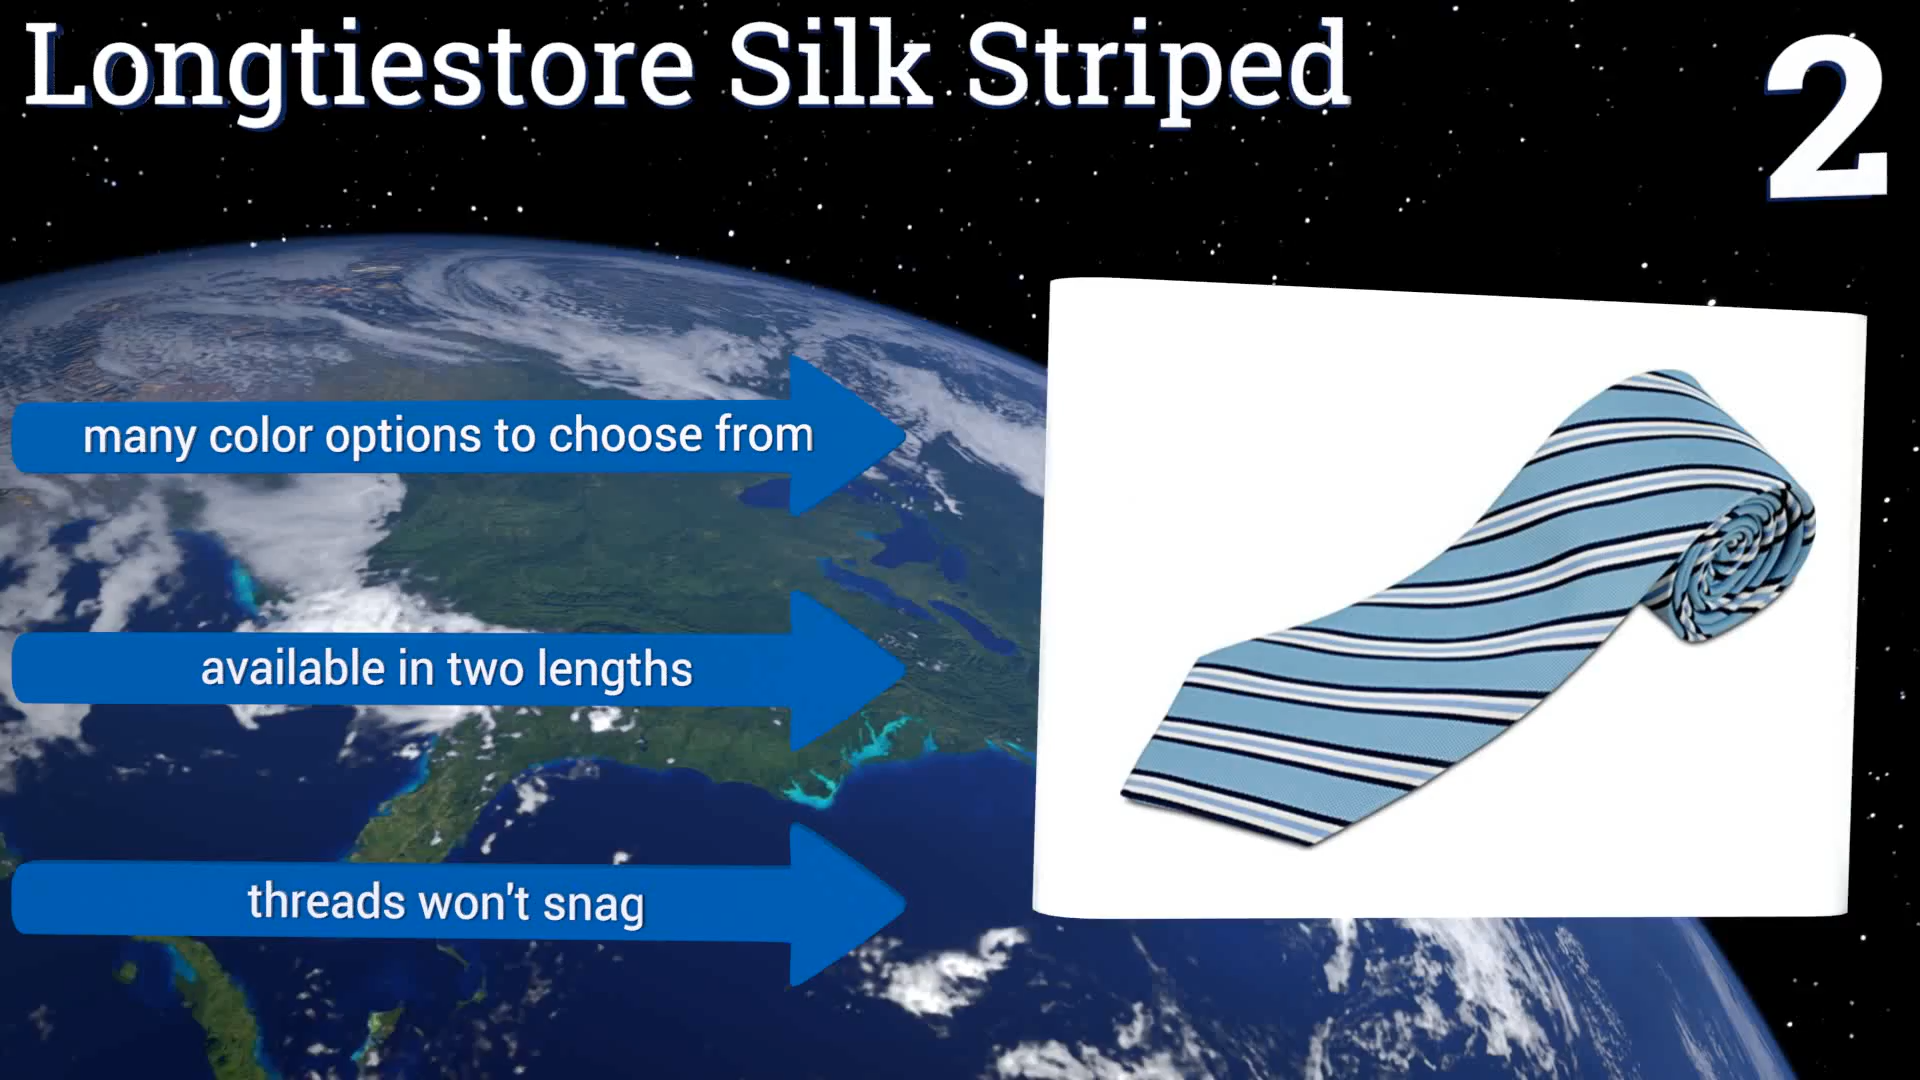 Longtiestore Silk Striped
2
many color options to choose from
available in two lengths
threads won't snag